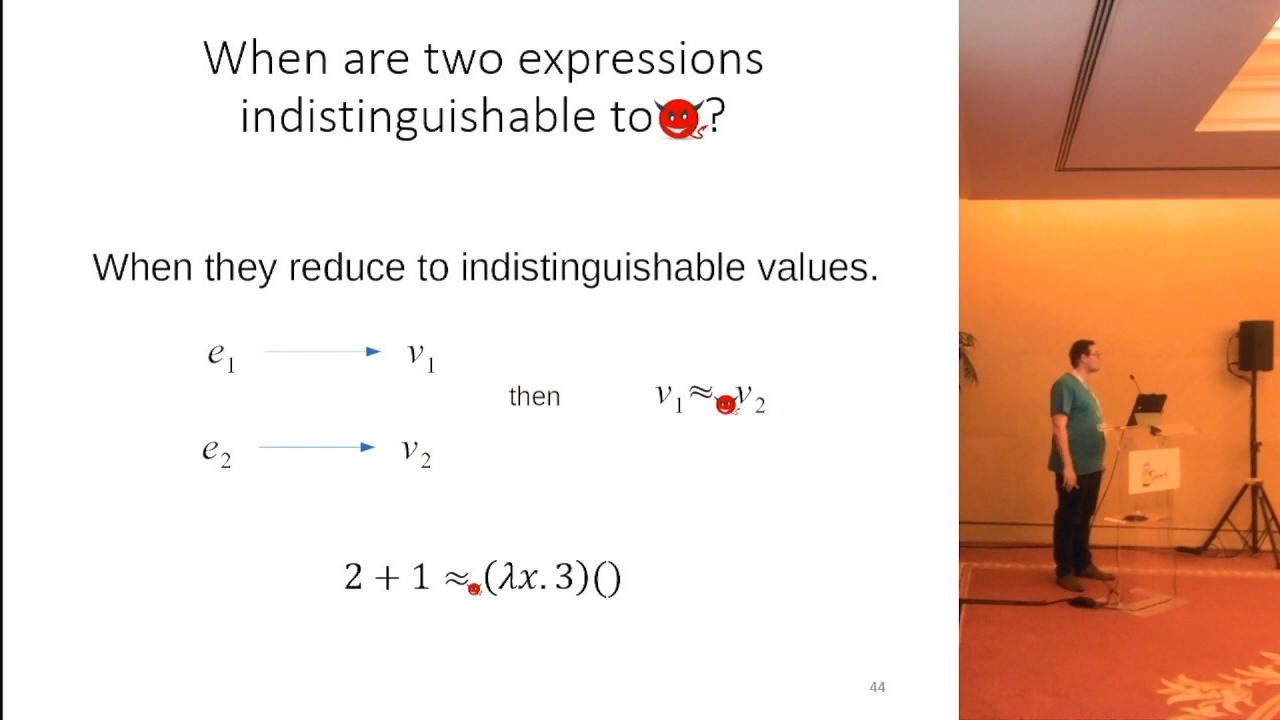 When are two expressions
indistinguishable to😈?
When they reduce to indistinguishable values.
e₁ → v₁
then v₁ ≈😈 v₂
e₂ → v₂
2 + 1 ≈😈 (λx. 3)()
44